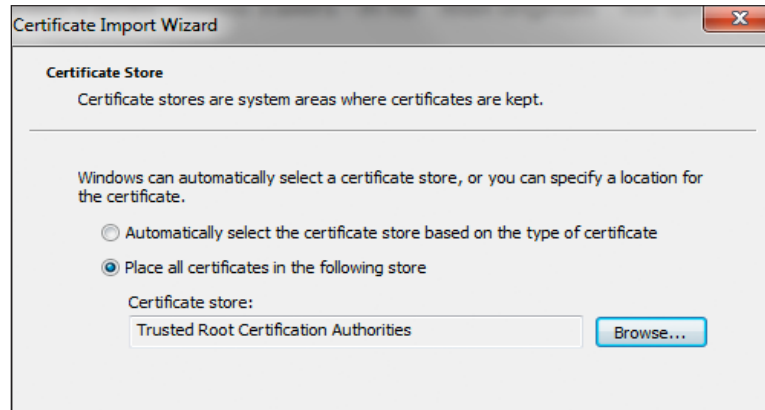 Certificate Import Wizard
Certificate Store
Certificate stores are system areas where certificates are kept.
Windows can automatically select a certificate store, or you can specify a location for
the certificate.
Automatically select the certificate store based on the type of certificate
Place all certificates in the following store
Certificate store:
Trusted Root Certification Authorities
Browse...